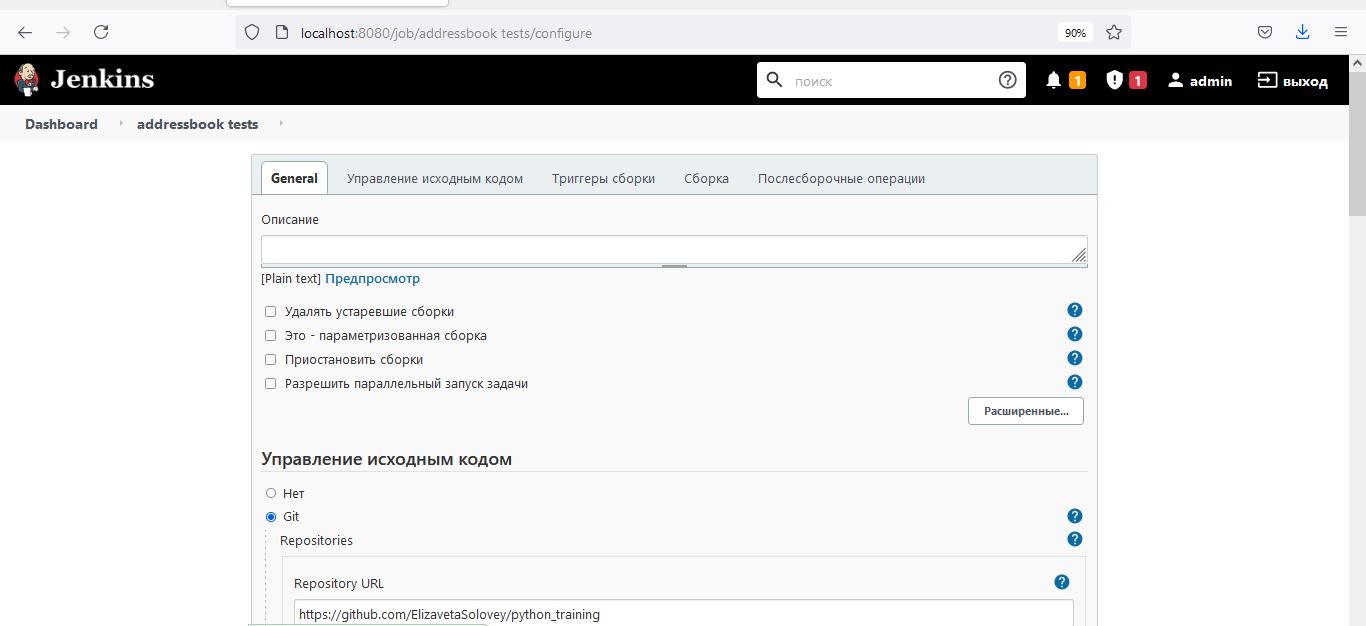 localhost:8080/job/addressbook tests/configure 90%
Jenkins поиск 1 1 admin выход
Dashboard addressbook tests
General Управление исходным кодом Триггеры сборки Сборка Послесборочные операции
Описание
[Plain text] Предпросмотр
Удалять устаревшие сборки
Это - параметризованная сборка
Приостановить сборки
Разрешить параллельный запуск задачи
Расширенные...
Управление исходным кодом
Нет
Git
Repositories
Repository URL
https://github.com/ElizavetaSolovey/python_training